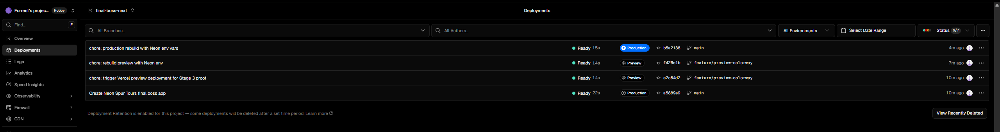 Forrest's projec... Hobby
final-boss-next
Deployments
Find... F
Overview
Deployments
Logs
Analytics
Speed Insights
Observability
Firewall
CDN
All Branches...
All Authors...
All Environments
Select Date Range
Status 6/7
chore: production rebuild with Neon env vars Ready 15s Production b5a2138 main 4m ago
chore: rebuild preview with Neon env Ready 14s Preview f426e1b feature/preview-colorway 7m ago
chore: trigger Vercel preview deployment for Stage 3 proof Ready 14s Preview e2c54d2 feature/preview-colorway 10m ago
Create Neon Spur Tours final boss app Ready 22s Production a5889e9 main 10m ago
Deployment Retention is enabled for this project — some deployments will be deleted after a set time period. Learn more
View Recently Deleted